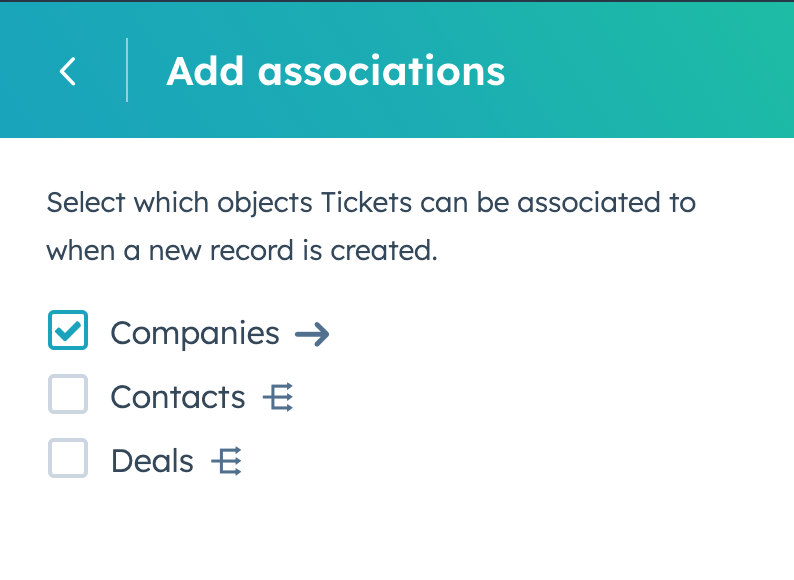 Add associations
Select which objects Tickets can be associated to
when a new record is created.
Companies
Contacts
Deals